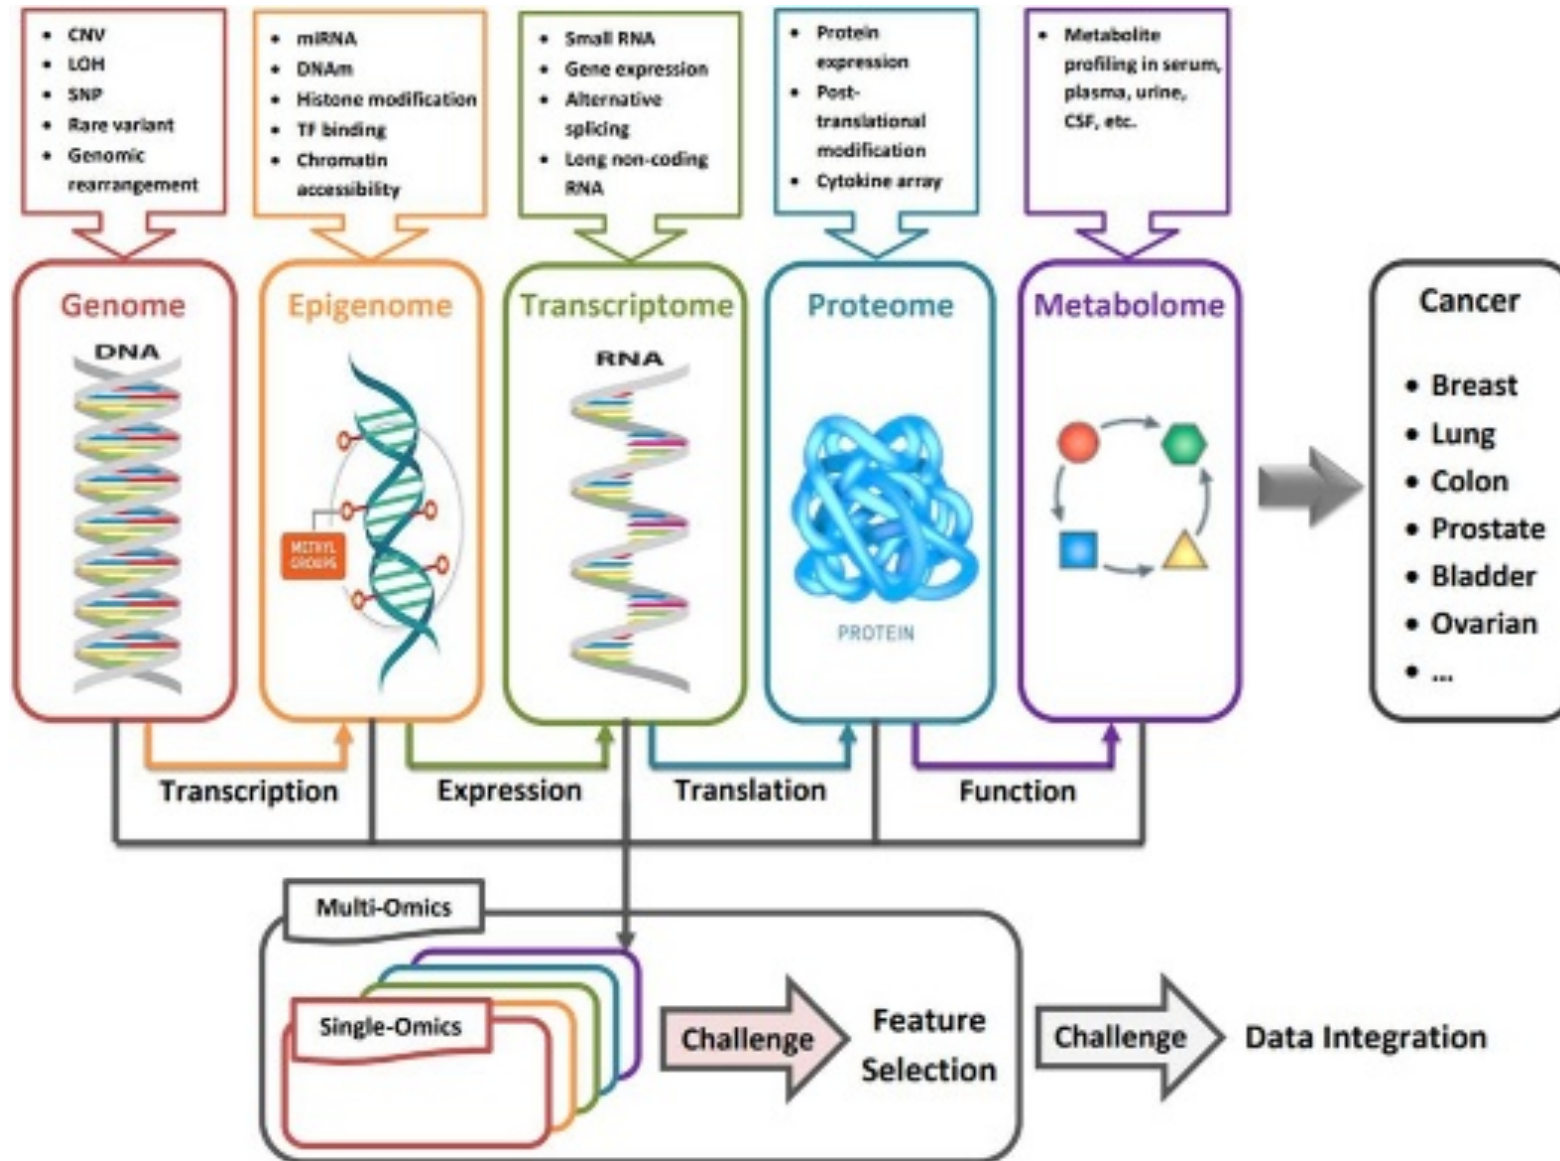 • CNV
• LOH
• SNP
• Rare variant
• Genomic
rearrangement
• miRNA
• DNAm
• Histone modification
• TF binding
• Chromatin
accessibility
• Small RNA
• Gene expression
• Alternative
splicing
• Long non-coding
RNA
• Protein
expression
• Post-
translational
modification
• Cytokine array
• Metabolite
profiling in serum,
plasma, urine,
CSF, etc.
Genome
DNA
Epigenome
METHYL
GROUPS
Transcriptome
RNA
Proteome
PROTEIN
Metabolome
Cancer
• Breast
• Lung
• Colon
• Prostate
• Bladder
• Ovarian
• ...
Transcription
Expression
Translation
Function
Multi-Omics
Single-Omics
Challenge
Feature
Selection
Challenge
Data Integration